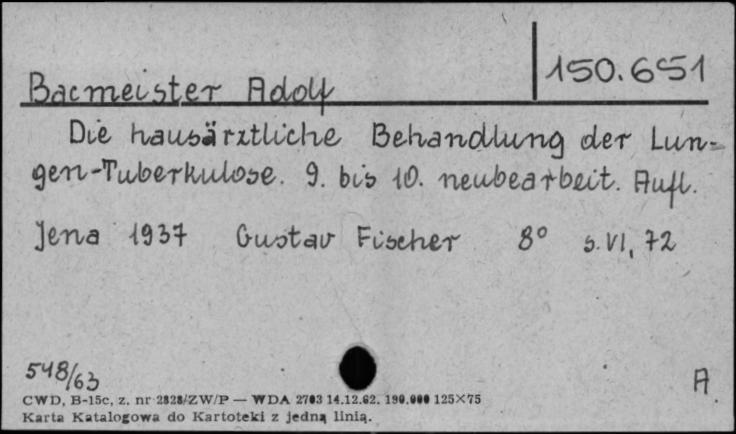 150.651
Bacmeister Adolf
Die hausärztliche Behandlung der Lun-
gen-Tuberkulose. 9. bis 10. neubearbeit. Aufl.
Jena 1937 Gustav Fischer 8° s. VI, 72
548/63
A
CWD, B-15c, z. nr 2828/ZW/P — WDA 2703 14.12.62. 190.000 125×75
Karta Katalogowa do Kartoteki z jedną linią.